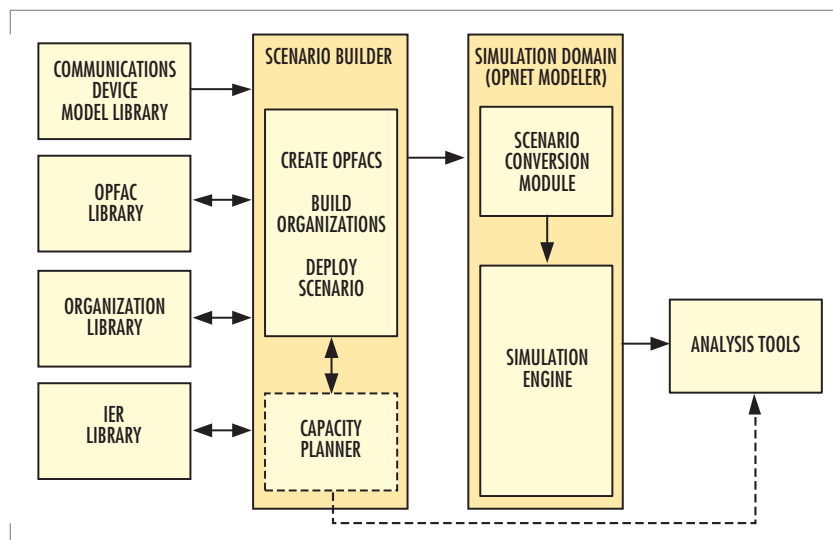 COMMUNICATIONS
DEVICE
MODEL LIBRARY
OPFAC
LIBRARY
ORGANIZATION
LIBRARY
IER
LIBRARY
SCENARIO BUILDER
CREATE OPFACS
BUILD
ORGANIZATIONS
DEPLOY
SCENARIO
CAPACITY
PLANNER
SIMULATION DOMAIN
(OPNET MODELER)
SCENARIO
CONVERSION
MODULE
SIMULATION
ENGINE
ANALYSIS TOOLS